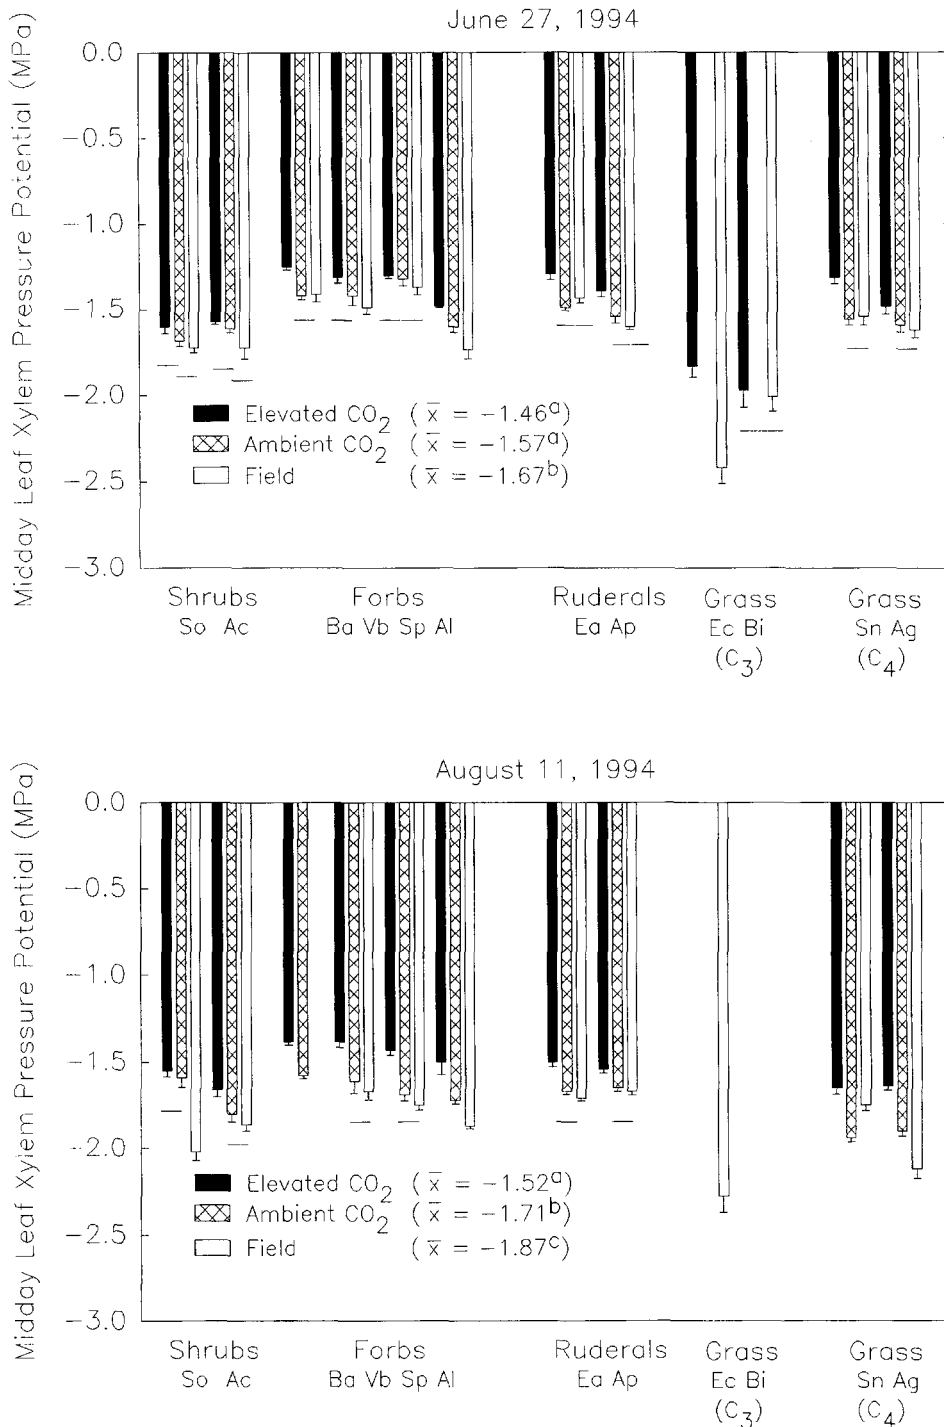 June 27, 1994
Midday Leaf Xylem Pressure Potential (MPa)
0.0
−0.5
−1.0
−1.5
−2.0
−2.5
−3.0
Elevated CO2 ( x̄ = −1.46a)
Ambient CO2 ( x̄ = −1.57a)
Field ( x̄ = −1.67b)
Shrubs Forbs Ruderals Grass Grass
So Ac Ba Vb Sp Al Ea Ap Ec Bi Sn Ag
(C3) (C4)
August 11, 1994
Midday Leaf Xylem Pressure Potential (MPa)
0.0
−0.5
−1.0
−1.5
−2.0
−2.5
−3.0
Elevated CO2 ( x̄ = −1.52a)
Ambient CO2 ( x̄ = −1.71b)
Field ( x̄ = −1.87c)
Shrubs Forbs Ruderals Grass Grass
So Ac Ba Vb Sp Al Ea Ap Ec Bi Sn Ag
(C3) (C4)